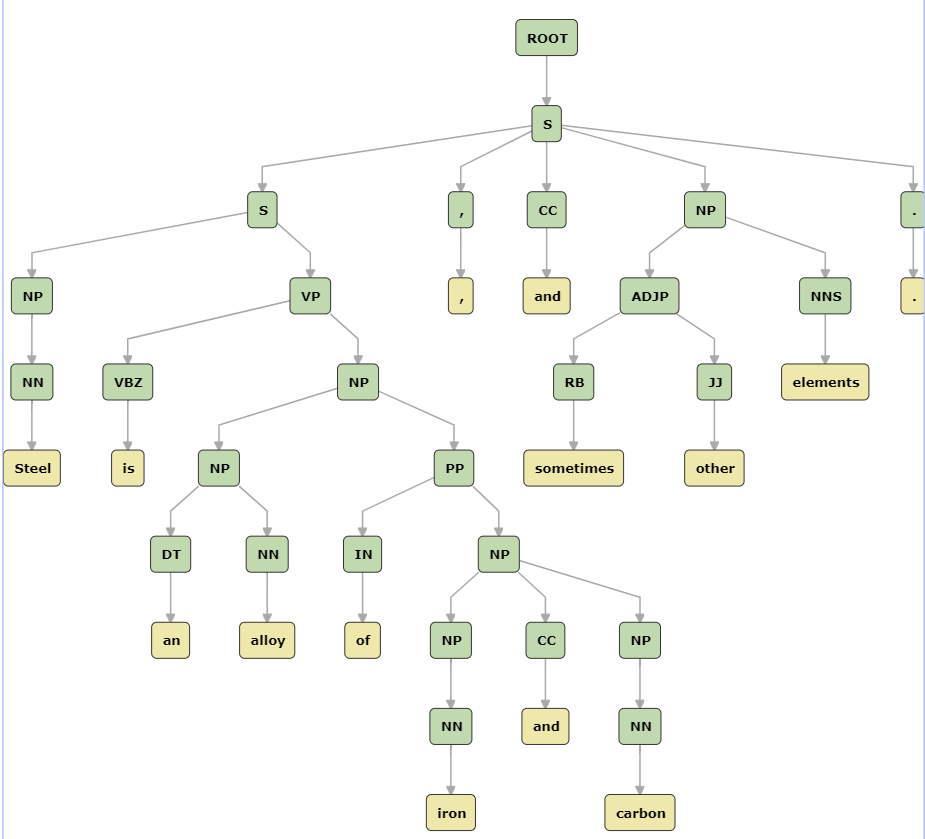 ROOT
S
S , CC NP .
NP VP , and ADJP NNS .
NN VBZ NP RB JJ elements
Steel is NP PP sometimes other
DT NN IN NP
an alloy of NP CC NP
NN and NN
iron carbon